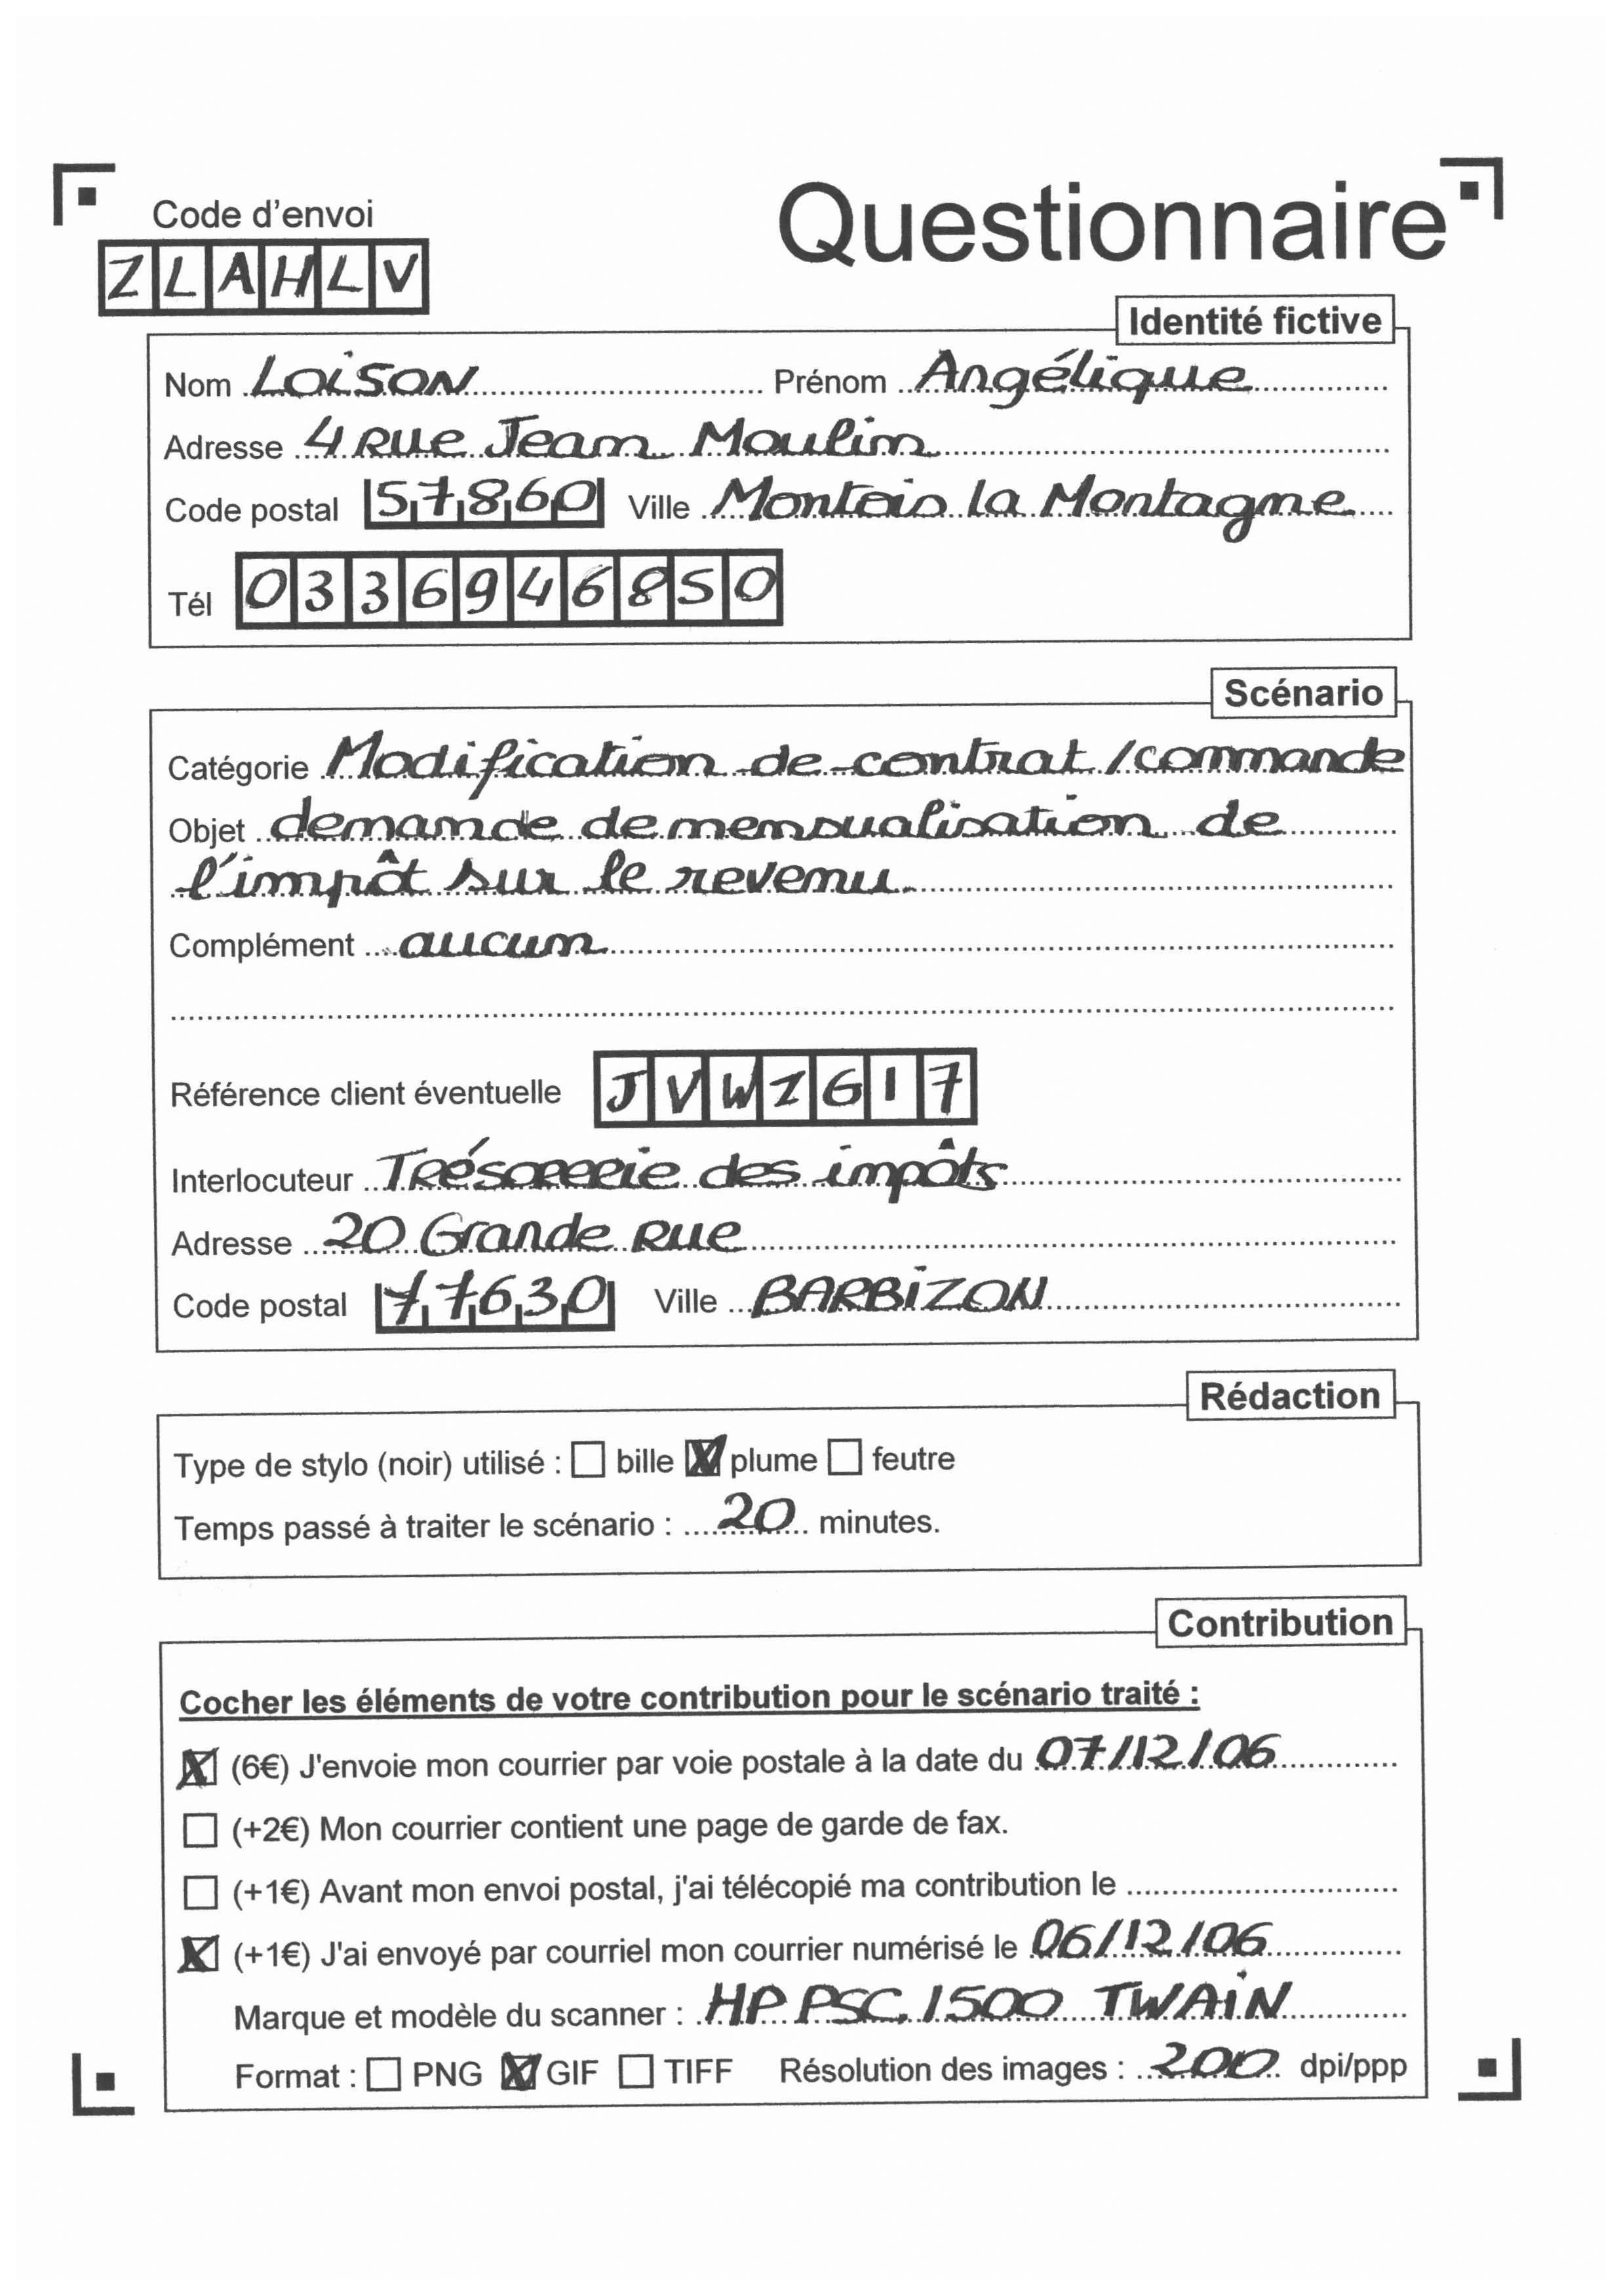 Code d'envoi
Questionnaire
ZLAHLV
Identité fictive
Nom Loison Prénom Angélique
Adresse 4 Rue Jean Moulin
Code postal 57860 Ville Montois la Montagne
Tél 0336946850
Scénario
Catégorie Modification de contrat / commande
Objet demande de mensualisation de
l'impôt sur le revenu.
Complément aucun
Référence client éventuelle JVWZG17
Interlocuteur Trésorerie des impôts
Adresse 20 Grande Rue
Code postal 77630 Ville BARBIZON
Rédaction
Type de stylo (noir) utilisé : bille plume feutre
Temps passé à traiter le scénario : 20 minutes.
Contribution
Cocher les éléments de votre contribution pour le scénario traité :
(6€) J'envoie mon courrier par voie postale à la date du 07/12/06
(+2€) Mon courrier contient une page de garde de fax.
(+1€) Avant mon envoi postal, j'ai télécopié ma contribution le
(+1€) J'ai envoyé par courriel mon courrier numérisé le 06/12/06
Marque et modèle du scanner : HP PSC 1500 TWAIN
Format : PNG GIF TIFF Résolution des images : 200 dpi/ppp